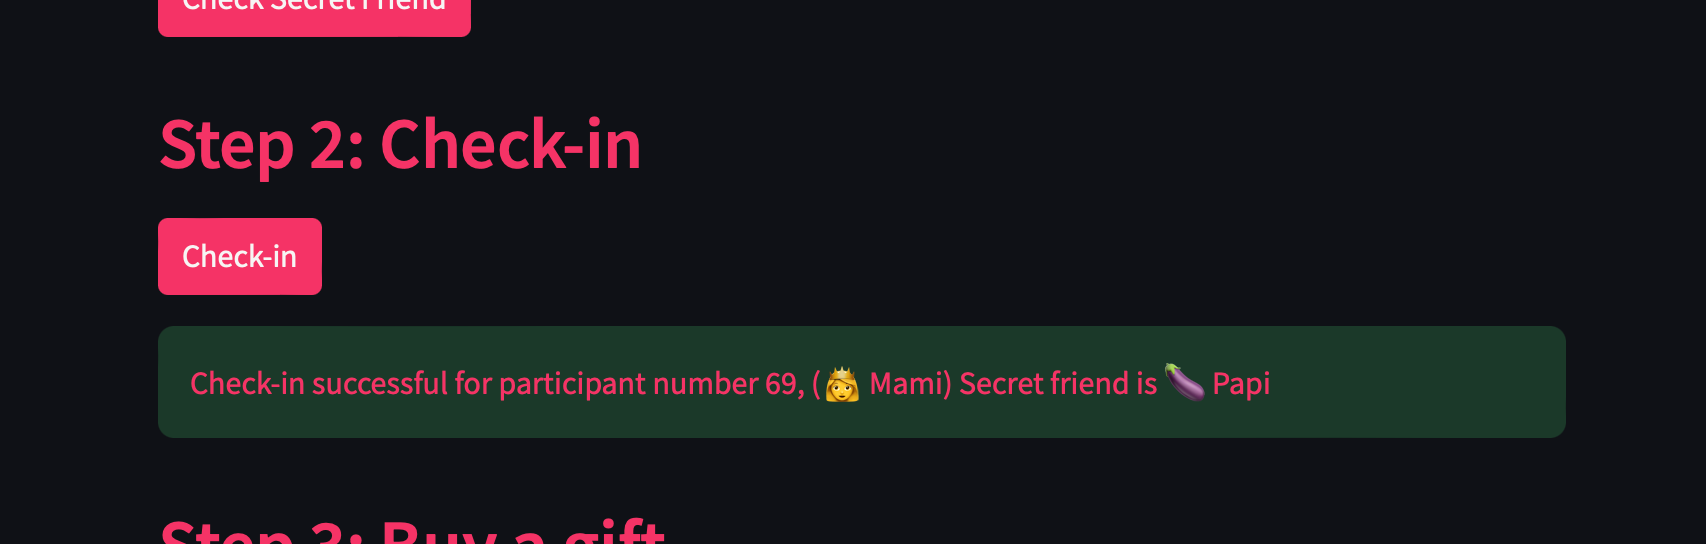 Check Secret Friend
Step 2: Check-in
Check-in
Check-in successful for participant number 69, (👸 Mami) Secret friend is 🍆 Papi
Step 3: Buy a gift